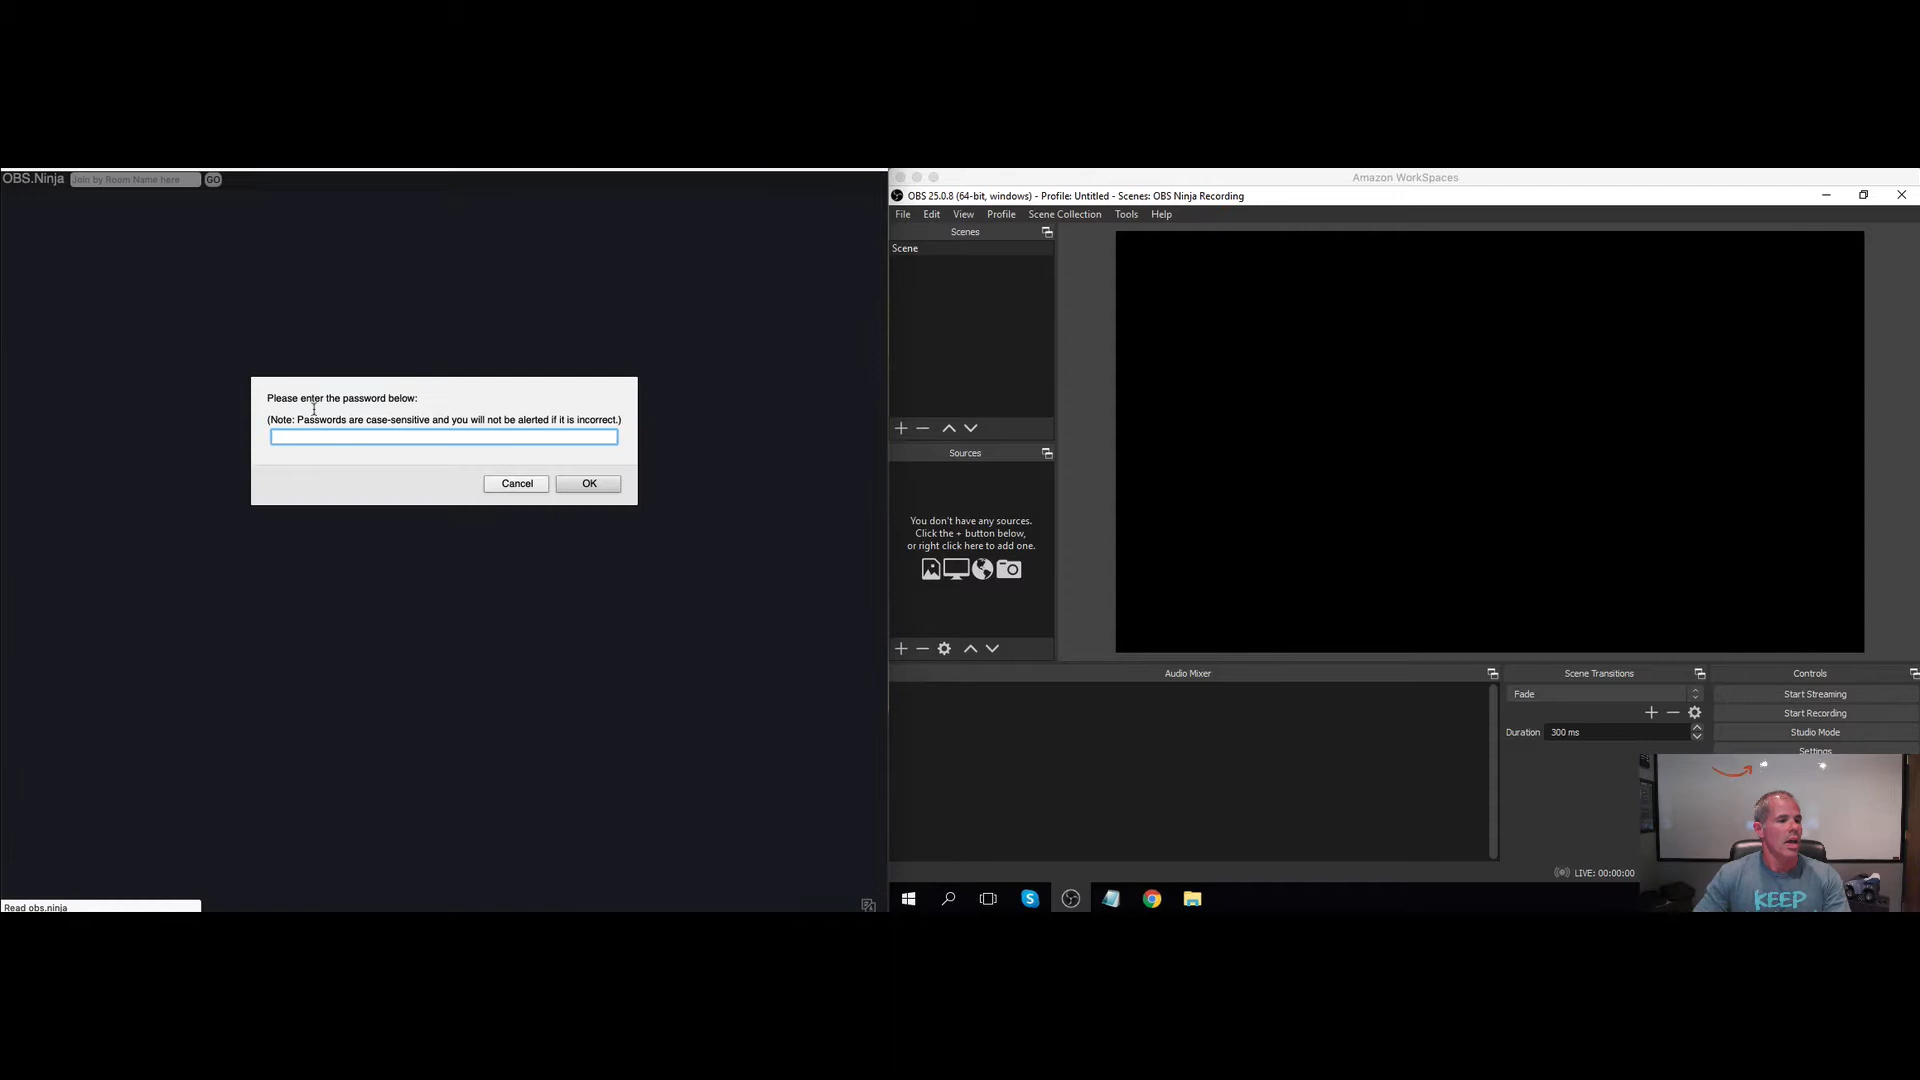 OBS.Ninja
Join by Room Name here
GO
Please enter the password below:
(Note: Passwords are case-sensitive and you will not be alerted if it is incorrect.)
Cancel
OK
Read obs.ninja
Amazon WorkSpaces
OBS 25.0.8 (64-bit, windows) - Profile: Untitled - Scenes: OBS Ninja Recording
File Edit View Profile Scene Collection Tools Help
Scenes
Scene
Sources
You don't have any sources.
Click the + button below,
or right click here to add one.
Audio Mixer
Scene Transitions
Fade
Duration 300 ms
Controls
Start Streaming
Start Recording
Studio Mode
Settings
LIVE: 00:00:00
KEEP